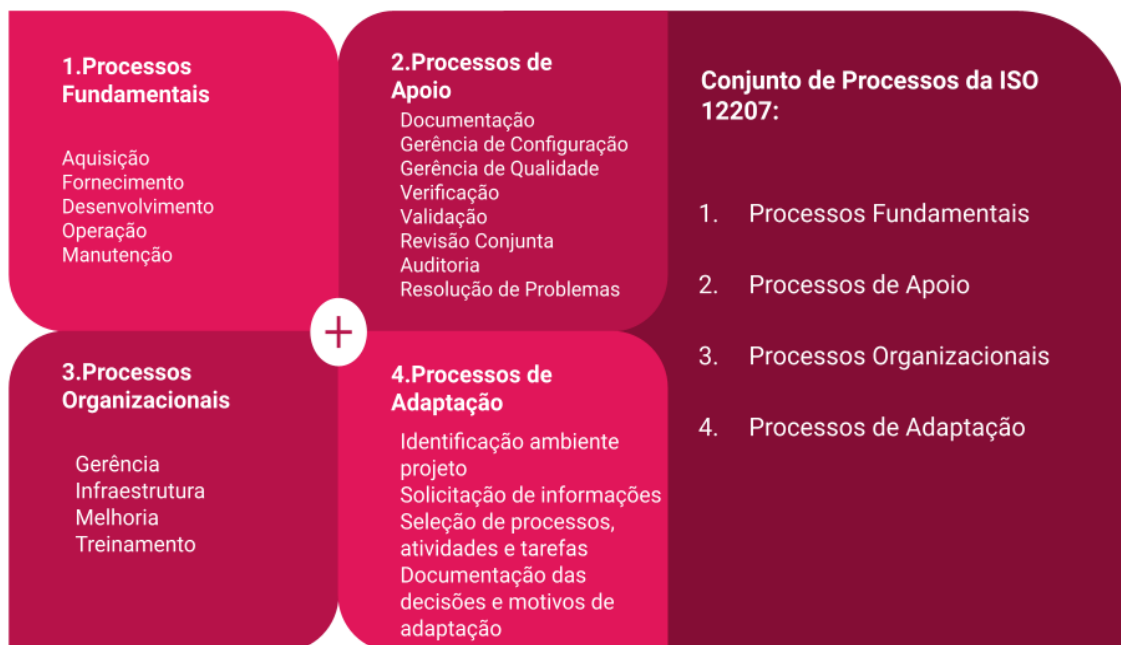 1.Processos
Fundamentais
Aquisição
Fornecimento
Desenvolvimento
Operação
Manutenção
2.Processos de
Apoio
Documentação
Gerência de Configuração
Gerência de Qualidade
Verificação
Validação
Revisão Conjunta
Auditoria
Resolução de Problemas
3.Processos
Organizacionais
Gerência
Infraestrutura
Melhoria
Treinamento
4.Processos de
Adaptação
Identificação ambiente
projeto
Solicitação de informações
Seleção de processos,
atividades e tarefas
Documentação das
decisões e motivos de
adaptação
+
Conjunto de Processos da ISO
12207:
1. Processos Fundamentais
2. Processos de Apoio
3. Processos Organizacionais
4. Processos de Adaptação